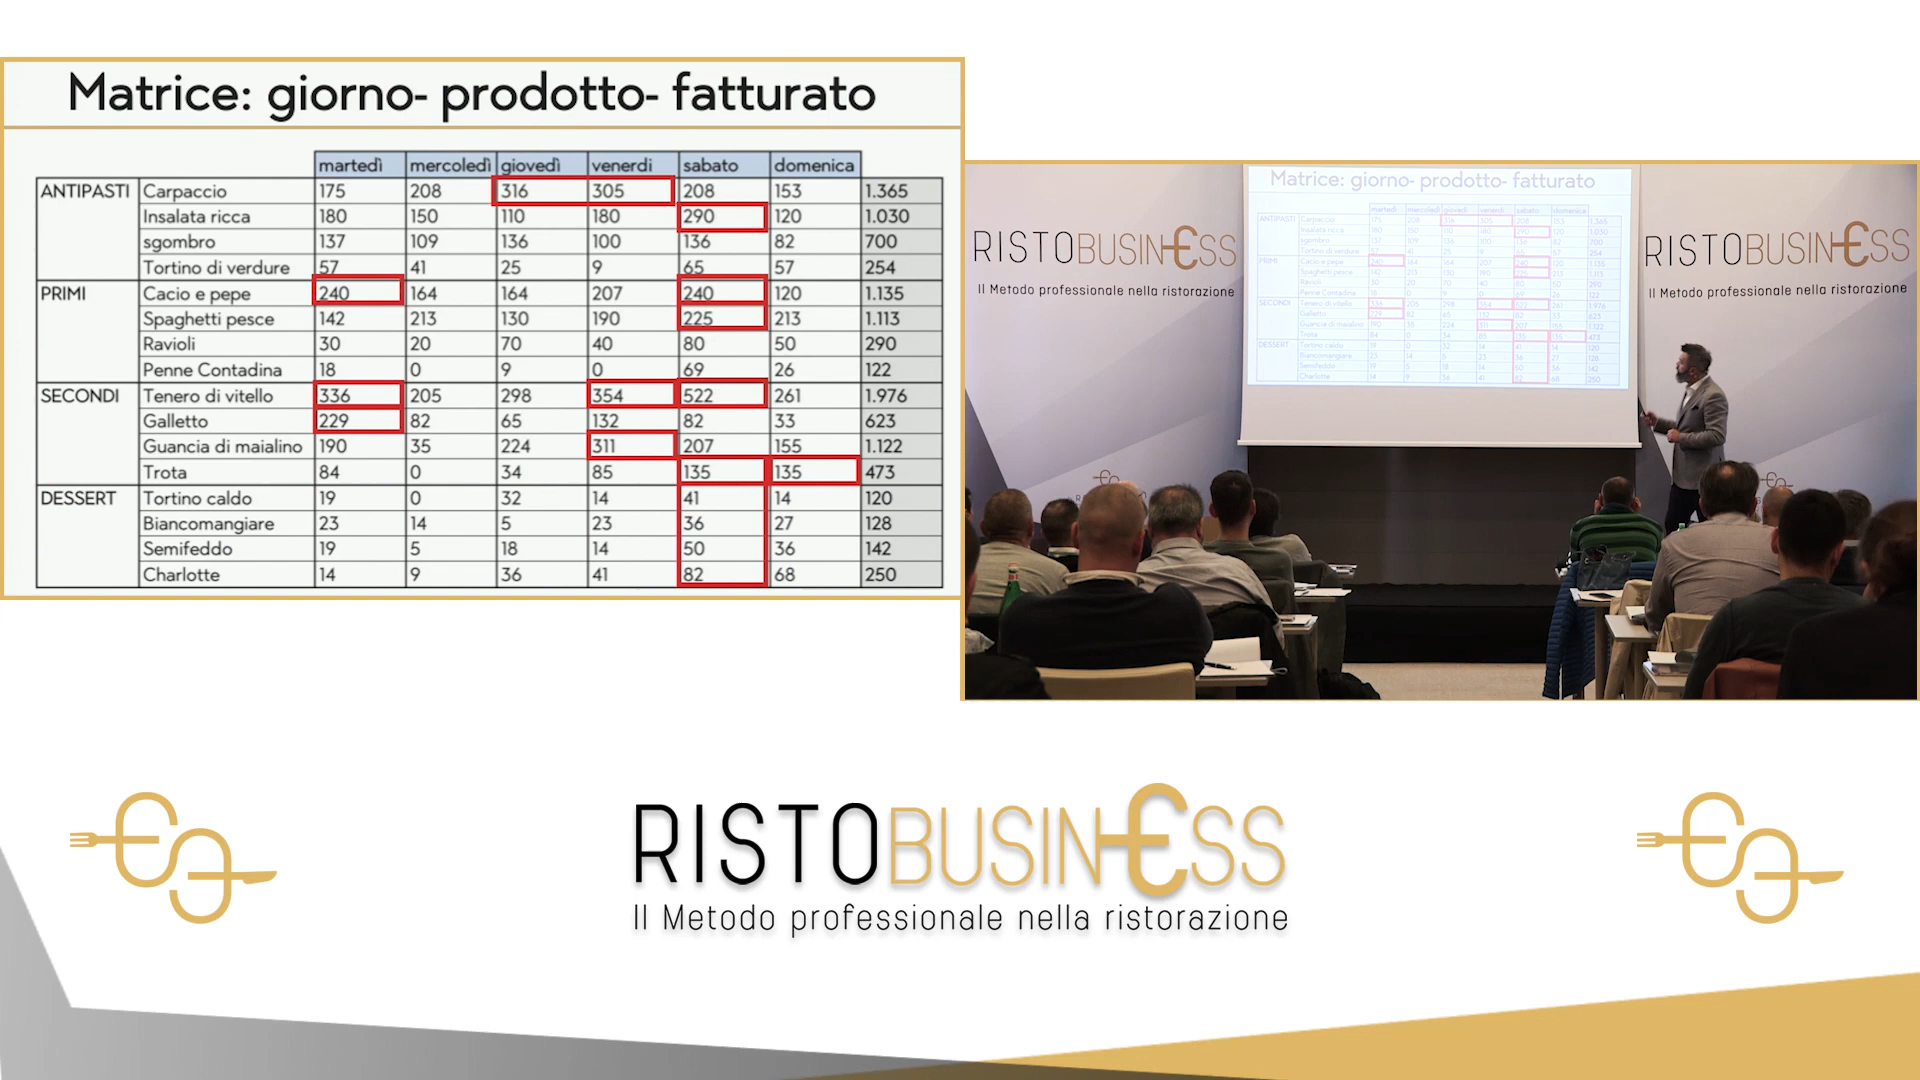 Matrice: giorno- prodotto- fatturato
martedì mercoledì giovedì venerdi sabato domenica
ANTIPASTI Carpaccio 175 208 316 305 208 153 1.365
Insalata ricca 180 150 110 180 290 120 1.030
sgombro 137 109 136 100 136 82 700
Tortino di verdure 57 41 25 9 65 57 254
PRIMI Cacio e pepe 240 164 164 207 240 120 1.135
Spaghetti pesce 142 213 130 190 225 213 1.113
Ravioli 30 20 70 40 80 50 290
Penne Contadina 18 0 9 0 69 26 122
SECONDI Tenero di vitello 336 205 298 354 522 261 1.976
Galletto 229 82 65 132 82 33 623
Guancia di maialino 190 35 224 311 207 155 1.122
Trota 84 0 34 85 135 135 473
DESSERT Tortino caldo 19 0 32 14 41 14 120
Biancomangiare 23 14 5 23 36 27 128
Semifeddo 19 5 18 14 50 36 142
Charlotte 14 9 36 41 82 68 250
Matrice: giorno- prodotto- fatturato
RISTOBUSIN€SS
Il Metodo professionale nella ristorazione
RISTOBUSIN€SS
Il Metodo professionale nella ristorazione
RISTOBUSIN€SS
Il Metodo professionale nella ristorazione